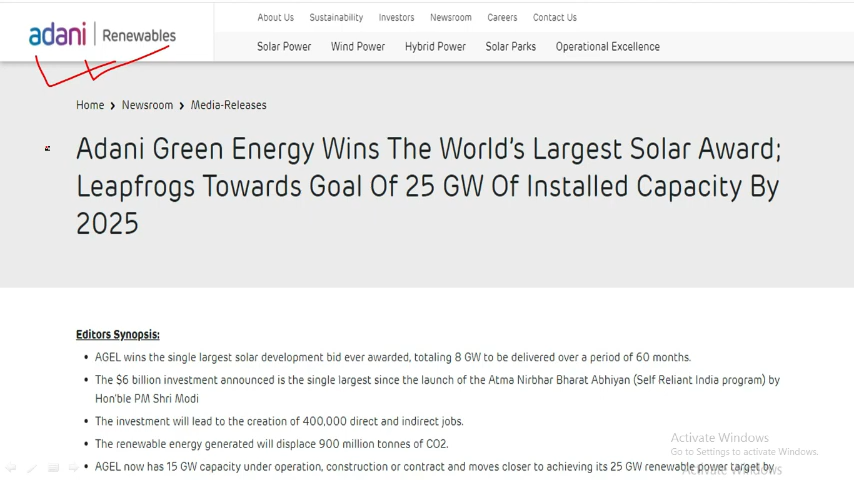 adani | Renewables
About Us Sustainability Investors Newsroom Careers Contact Us
Solar Power Wind Power Hybrid Power Solar Parks Operational Excellence
Home > Newsroom > Media-Releases
Adani Green Energy Wins The World's Largest Solar Award;
Leapfrogs Towards Goal Of 25 GW Of Installed Capacity By
2025
Editors Synopsis:
• AGEL wins the single largest solar development bid ever awarded, totaling 8 GW to be delivered over a period of 60 months.
• The $6 billion investment announced is the single largest since the launch of the Atma Nirbhar Bharat Abhiyan (Self Reliant India program) by
Hon'ble PM Shri Modi
• The investment will lead to the creation of 400,000 direct and indirect jobs.
• The renewable energy generated will displace 900 million tonnes of CO2.
• AGEL now has 15 GW capacity under operation, construction or contract and moves closer to achieving its 25 GW renewable power target by
Activate Windows
Go to Settings to activate Windows.
Activate Windows